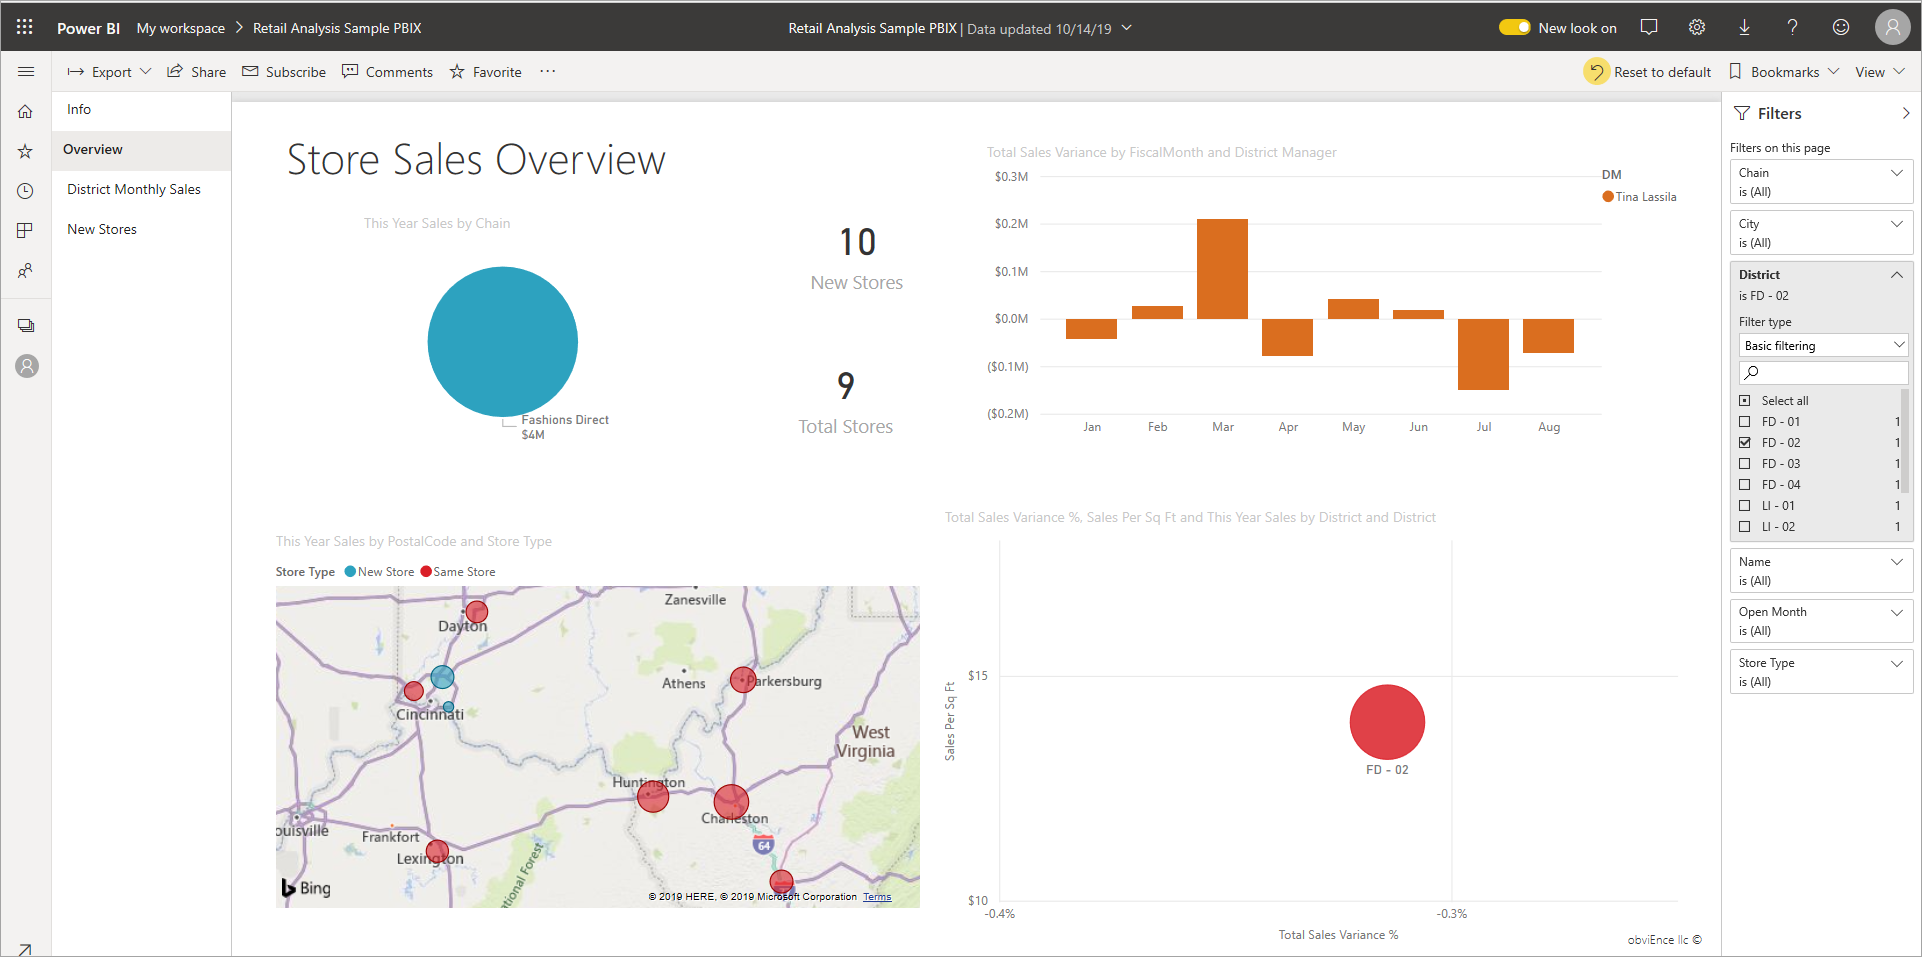 Power BI My workspace > Retail Analysis Sample PBIX
Retail Analysis Sample PBIX | Data updated 10/14/19
New look on
Export Share Subscribe Comments Favorite ...
Reset to default Bookmarks View
Info
Overview
District Monthly Sales
New Stores
Store Sales Overview
This Year Sales by Chain
Fashions Direct
$4M
10
New Stores
9
Total Stores
Total Sales Variance by FiscalMonth and District Manager
DM
Tina Lassila
$0.3M
$0.2M
$0.1M
$0.0M
($0.1M)
($0.2M)
Jan Feb Mar Apr May Jun Jul Aug
This Year Sales by PostalCode and Store Type
Store Type New Store Same Store
Zanesville
Dayton
Athens
Parkersburg
Cincinnati
West
Virginia
Huntington
Charleston
ouisville
Frankfort
64
Lexington
tional Forest
Bing
© 2019 HERE, © 2019 Microsoft Corporation Terms
Total Sales Variance %, Sales Per Sq Ft and This Year Sales by District and District
Sales Per Sq Ft
$15
$10
FD - 02
-0.4% -0.3%
Total Sales Variance %
obviEnce llc ©
Filters
Filters on this page
Chain
is (All)
City
is (All)
District
is FD - 02
Filter type
Basic filtering
Select all
FD - 01 1
FD - 02 1
FD - 03 1
FD - 04 1
LI - 01 1
LI - 02 1
Name
is (All)
Open Month
is (All)
Store Type
is (All)